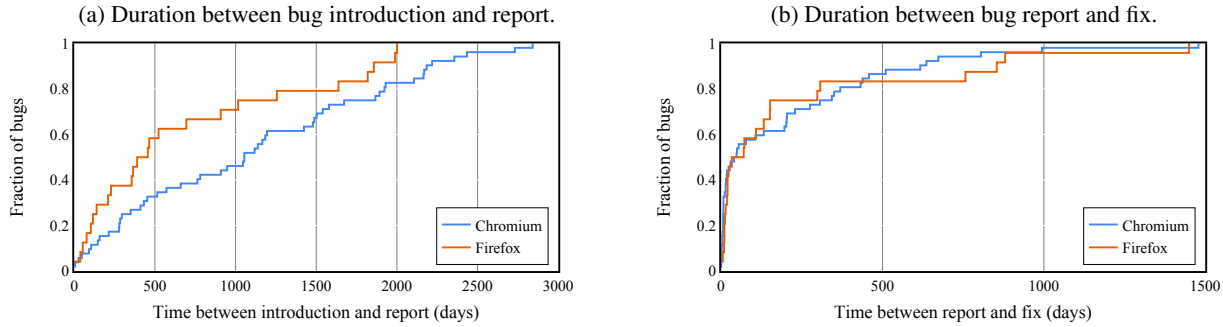 (a) Duration between bug introduction and report.
1
0.8
0.6
0.4
0.2
0
Fraction of bugs
0 500 1000 1500 2000 2500 3000
Time between introduction and report (days)
Chromium
Firefox
(b) Duration between bug report and fix.
1
0.8
0.6
0.4
0.2
0
Fraction of bugs
0 500 1000 1500
Time between report and fix (days)
Chromium
Firefox